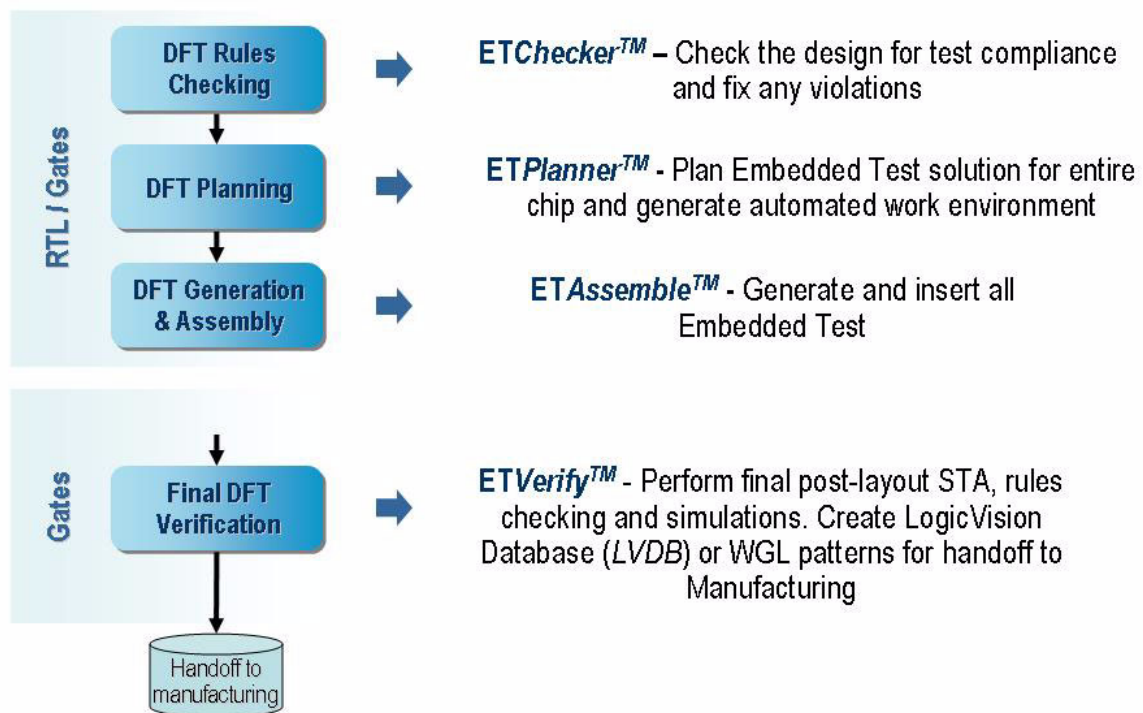 RTL / Gates
DFT Rules
Checking
ETChecker™ – Check the design for test compliance
and fix any violations
DFT Planning
ETPlanner™ - Plan Embedded Test solution for entire
chip and generate automated work environment
DFT Generation
& Assembly
ETAssemble™ - Generate and insert all
Embedded Test
Gates
Final DFT
Verification
ETVerify™ - Perform final post-layout STA, rules
checking and simulations. Create LogicVision
Database (LVDB) or WGL patterns for handoff to
Manufacturing
Handoff to
manufacturing